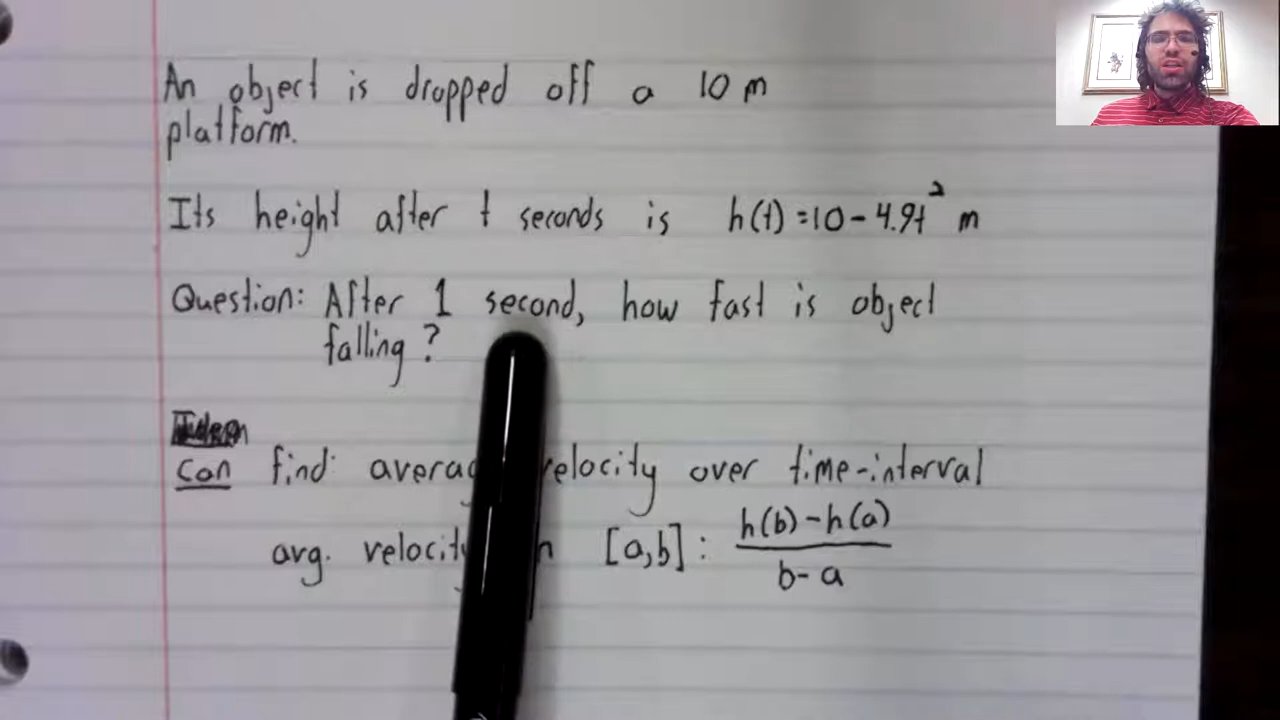 An object is dropped off a 10 m
platform.
Its height after t seconds is h(t) = 10 - 4.9t² m
Question: After 1 second, how fast is object
falling?
can find: velocity over time-interval
avg. [a,b]: h(b)-h(a)
b-a